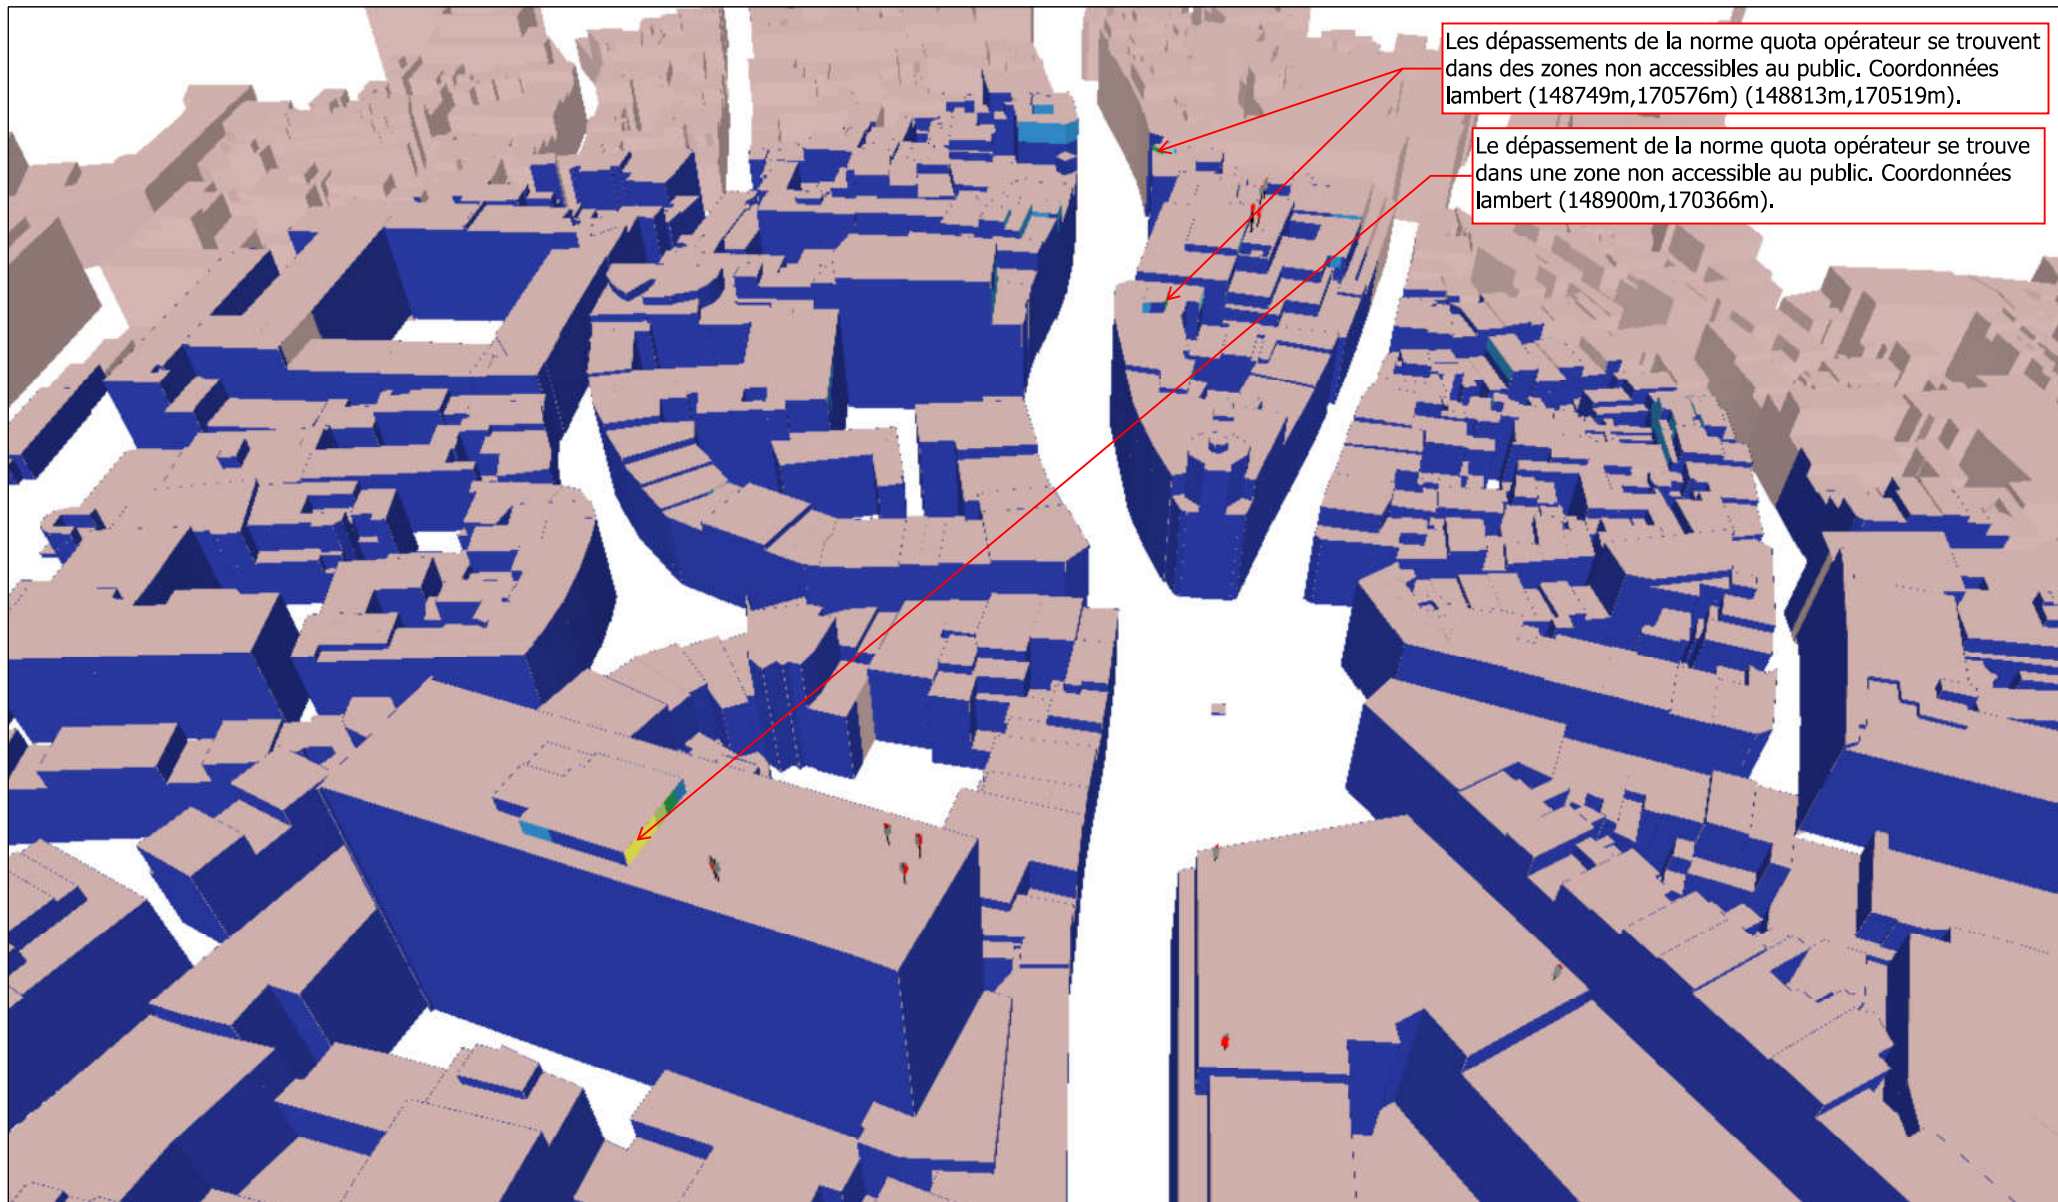 Les dépassements de la norme quota opérateur se trouvent
dans des zones non accessibles au public. Coordonnées
lambert (148749m,170576m) (148813m,170519m).
Le dépassement de la norme quota opérateur se trouve
dans une zone non accessible au public. Coordonnées
lambert (148900m,170366m).